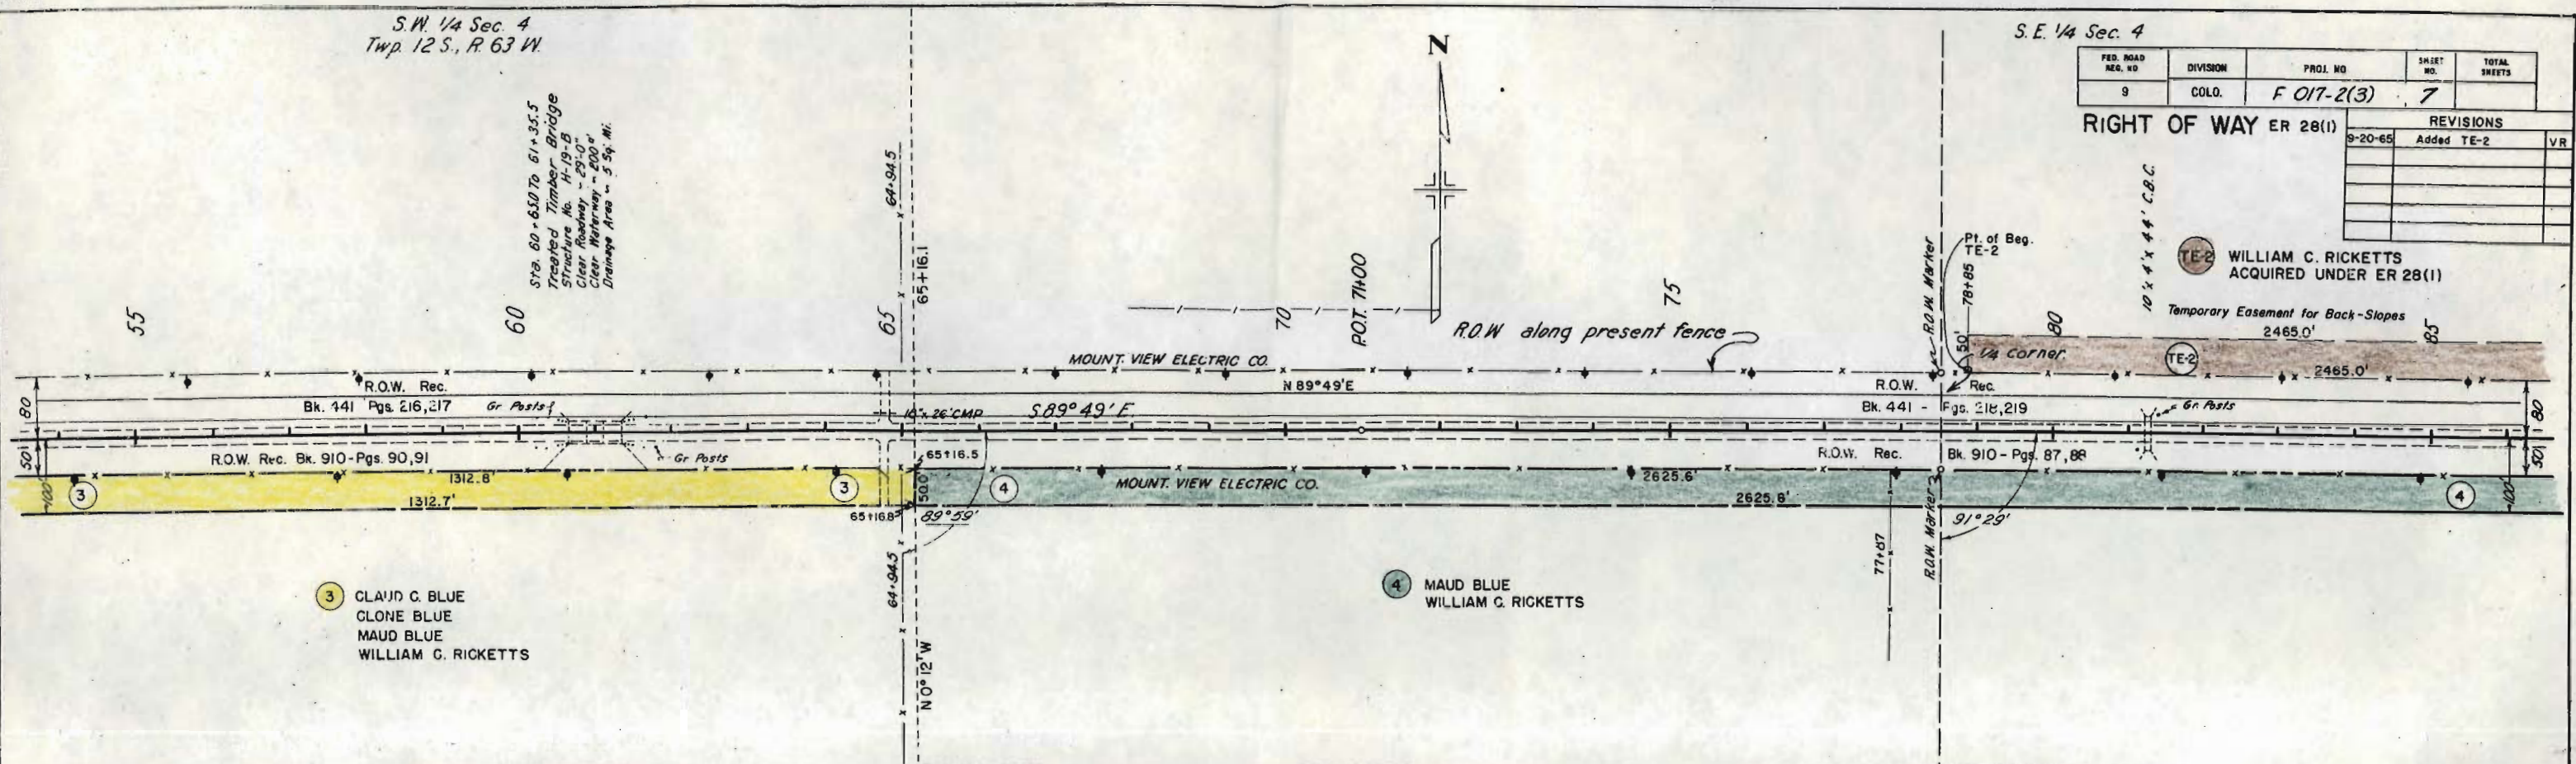 S.W. 1/4 Sec. 4
Twp. 12 S., R. 63 W.
S.E. 1/4 Sec. 4
FED. ROAD REG. NO
DIVISION
PROJ. NO
SHEET NO.
TOTAL SHEETS
9
COLO.
F 017-2(3)
7
RIGHT OF WAY ER 28(1)
REVISIONS
9-20-65 Added TE-2 VR
Sta. 60+65.0 To 61+35.5
Treated Timber Bridge
Structure No. H-19-B
Clear Roadway ~ 29'-0"
Clear Waterway ~ 200 ▫'
Drainage Area ~ 5 Sq. Mi.
64+94.5
65+16.1
N
P.O.T. 71+00
R.O.W. Marker
Pt. of Beg.
TE-2
78+85
50'
10' x 4' x 44' C.B.C.
TE-2 WILLIAM C. RICKETTS
ACQUIRED UNDER ER 28(1)
Temporary Easement for Back-Slopes
2465.0'
55
60
65
70
75
80
85
R.O.W along present fence
1/4 Corner
TE-2
2465.0'
MOUNT. VIEW ELECTRIC CO.
N 89°49'E
R.O.W. Rec.
R.O.W. Rec.
Bk. 441 Pgs. 216,217
Gr Posts
26' CMP
S 89° 49' E.
Bk. 441 - Pgs. 218,219
Gr. Posts
80
80
50'
50'
R.O.W. Rec. Bk. 910-Pgs. 90,91
Gr Posts
65+16.5
R.O.W. Rec. Bk. 910-Pgs. 87,88
3
1312.8'
3
50.0'
4
MOUNT. VIEW ELECTRIC CO.
2625.6'
4
100'
100'
1312.7'
2625.8'
65+16.8
89°59'
91°29'
64+94.5
77+87
R.O.W. Marker
N 0° 12' W
3 CLAUD C. BLUE
CLONE BLUE
MAUD BLUE
WILLIAM C. RICKETTS
4 MAUD BLUE
WILLIAM C. RICKETTS